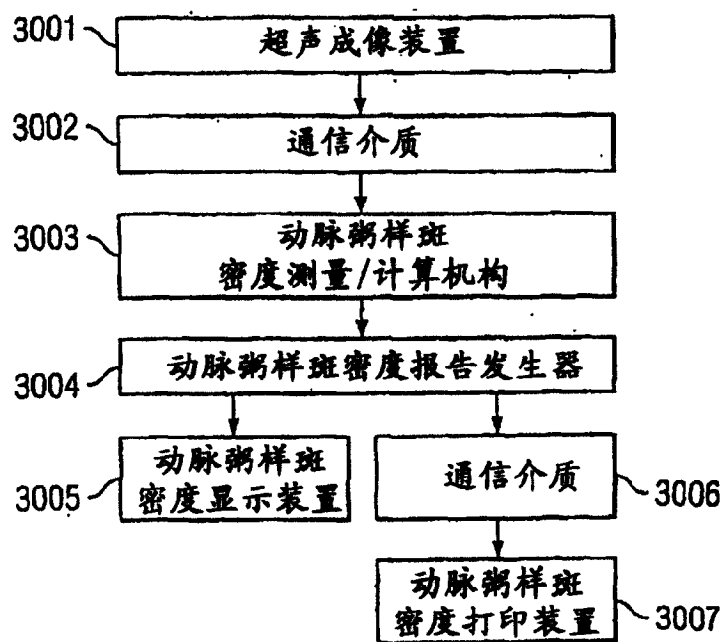 3001
超声成像装置
3002
通信介质
3003
动脉粥样斑
密度测量/计算机构
3004
动脉粥样斑密度报告发生器
3005
动脉粥样斑
密度显示装置
通信介质
3006
动脉粥样斑
密度打印装置
3007